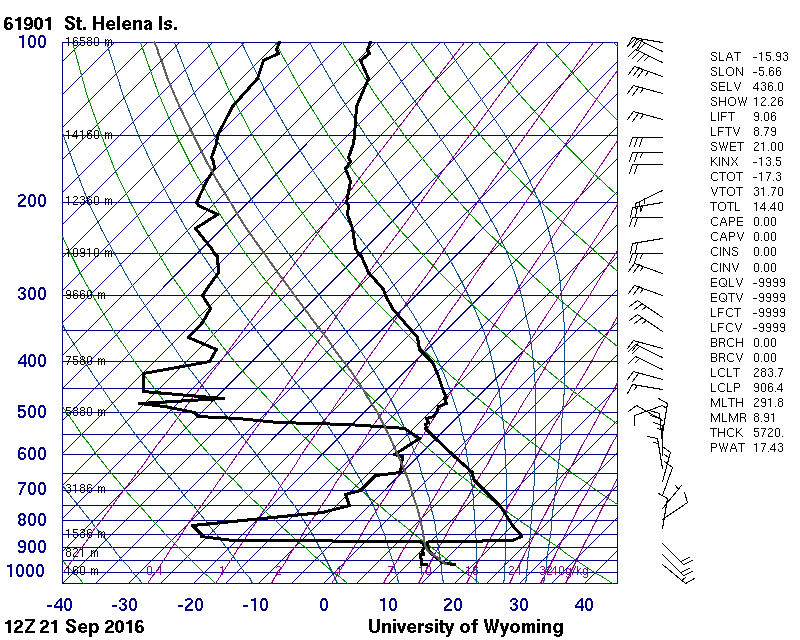 61901 St. Helena Is.
100 16580 m
14160 m
200 12360 m
10910 m
300 9660 m
400 7580 m
500 5880 m
600
700 3186 m
800
1536 m
900
821 m
1000 160 m
0.4 1 2 4 7 10 16 24 32 40g/kg
-40 -30 -20 -10 0 10 20 30 40
12Z 21 Sep 2016 University of Wyoming
SLAT -15.93
SLON -5.66
SELV 436.0
SHOW 12.26
LIFT 9.06
LFTV 8.79
SWET 21.00
KINX -13.5
CTOT -17.3
VTOT 31.70
TOTL 14.40
CAPE 0.00
CAPV 0.00
CINS 0.00
CINV 0.00
EQLV -9999
EQTV -9999
LFCT -9999
LFCV -9999
BRCH 0.00
BRCV 0.00
LCLT 283.7
LCLP 906.4
MLTH 291.8
MLMR 8.91
THCK 5720.
PWAT 17.43